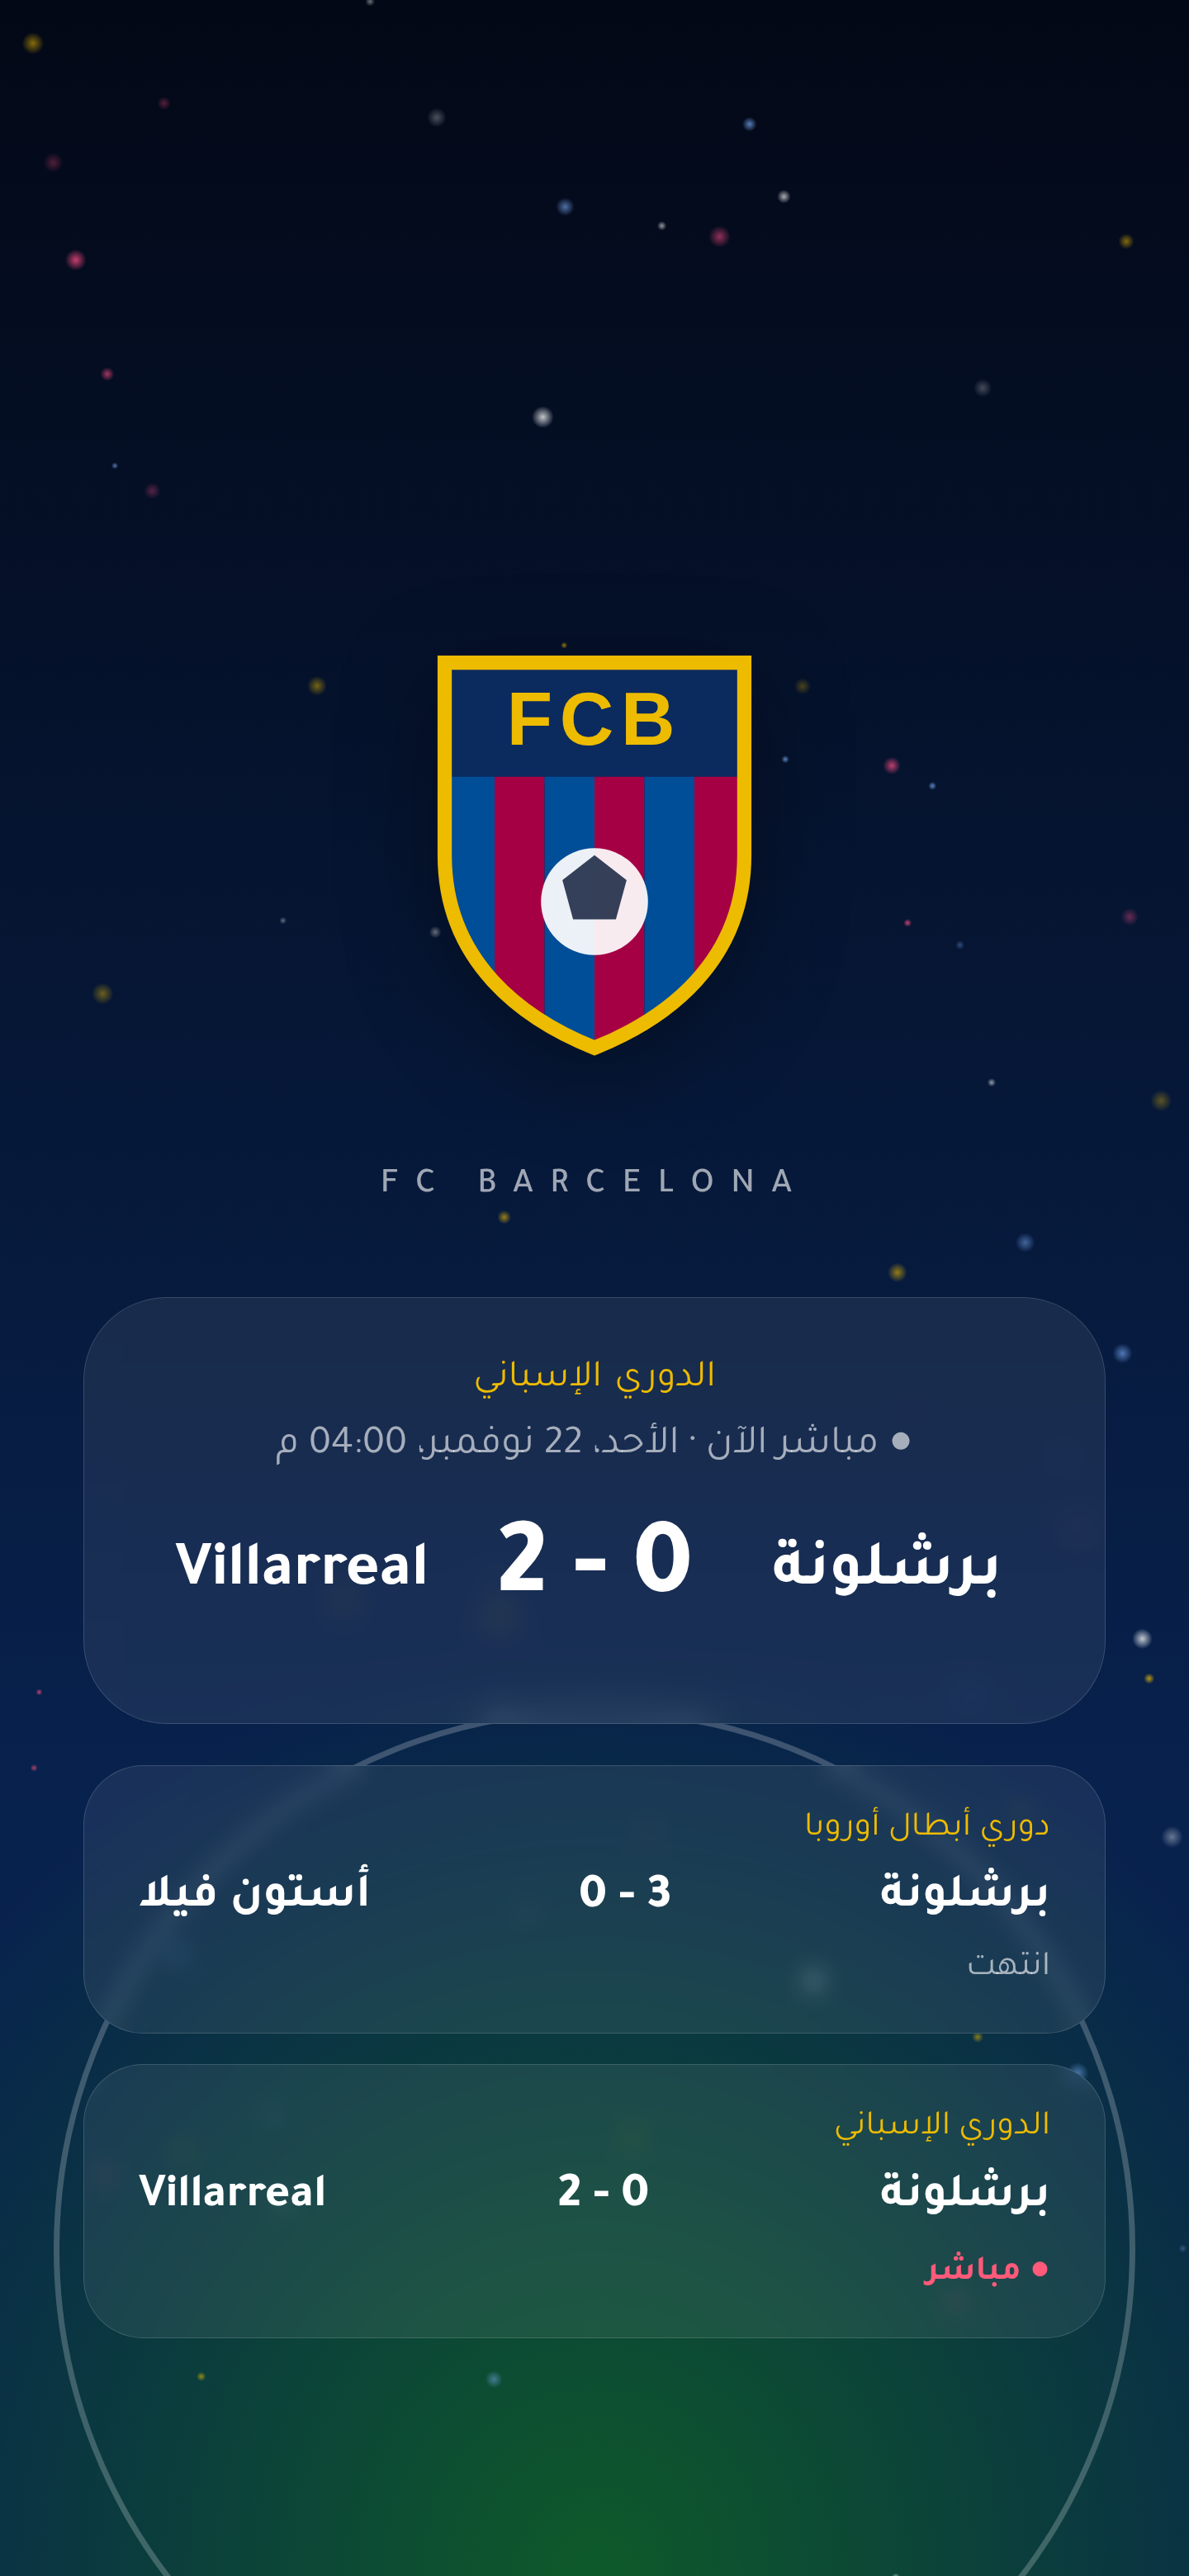 FCB
FC BARCELONA
الدوري الإسباني
● مباشر الآن · الأحد، 22 نوفمبر، 04:00 م
برشلونة 2 - 0 Villarreal
دوري أبطال أوروبا
برشلونة 0 - 3 أستون فيلا
انتهت
الدوري الإسباني
برشلونة 2 - 0 Villarreal
● مباشر